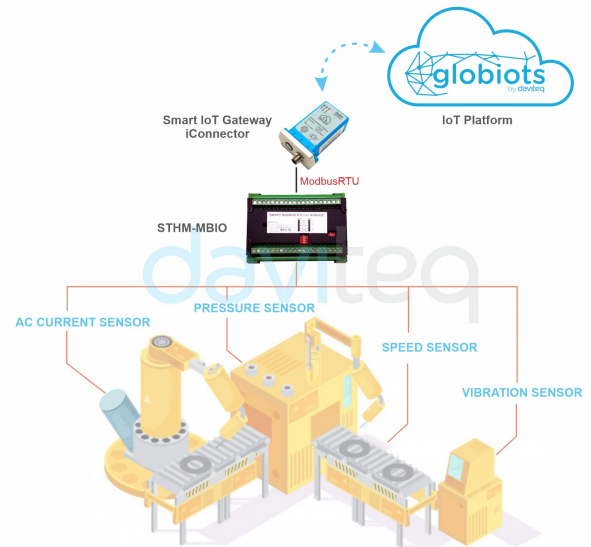 globiots
by daviteq
Smart IoT Gateway
iConnector
IoT Platform
ModbusRTU
STHM-MBIO
daviteq
AC CURRENT SENSOR
PRESSURE SENSOR
SPEED SENSOR
VIBRATION SENSOR